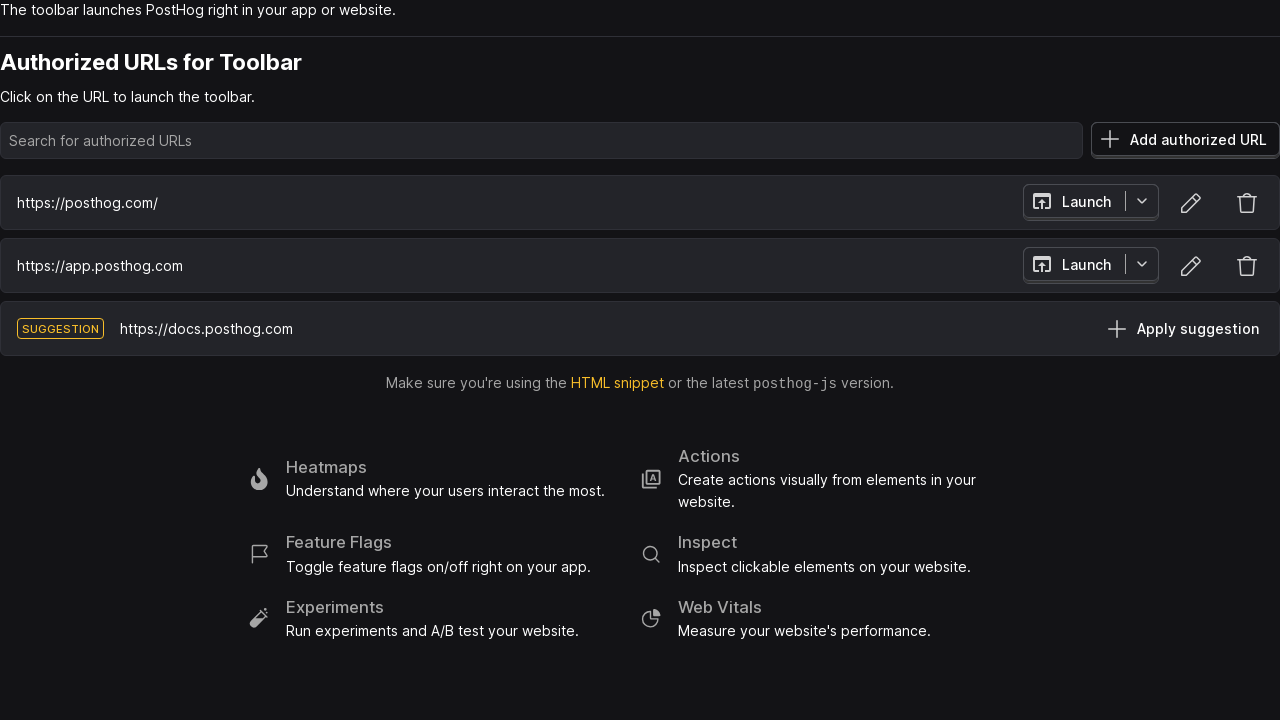 The toolbar launches PostHog right in your app or website.
Authorized URLs for Toolbar
Click on the URL to launch the toolbar.
Search for authorized URLs
Add authorized URL
https://posthog.com/
Launch
https://app.posthog.com
Launch
SUGGESTION https://docs.posthog.com
Apply suggestion
Make sure you're using the HTML snippet or the latest posthog-js version.
Heatmaps
Understand where your users interact the most.
Actions
Create actions visually from elements in your
website.
Feature Flags
Toggle feature flags on/off right on your app.
Inspect
Inspect clickable elements on your website.
Experiments
Run experiments and A/B test your website.
Web Vitals
Measure your website's performance.